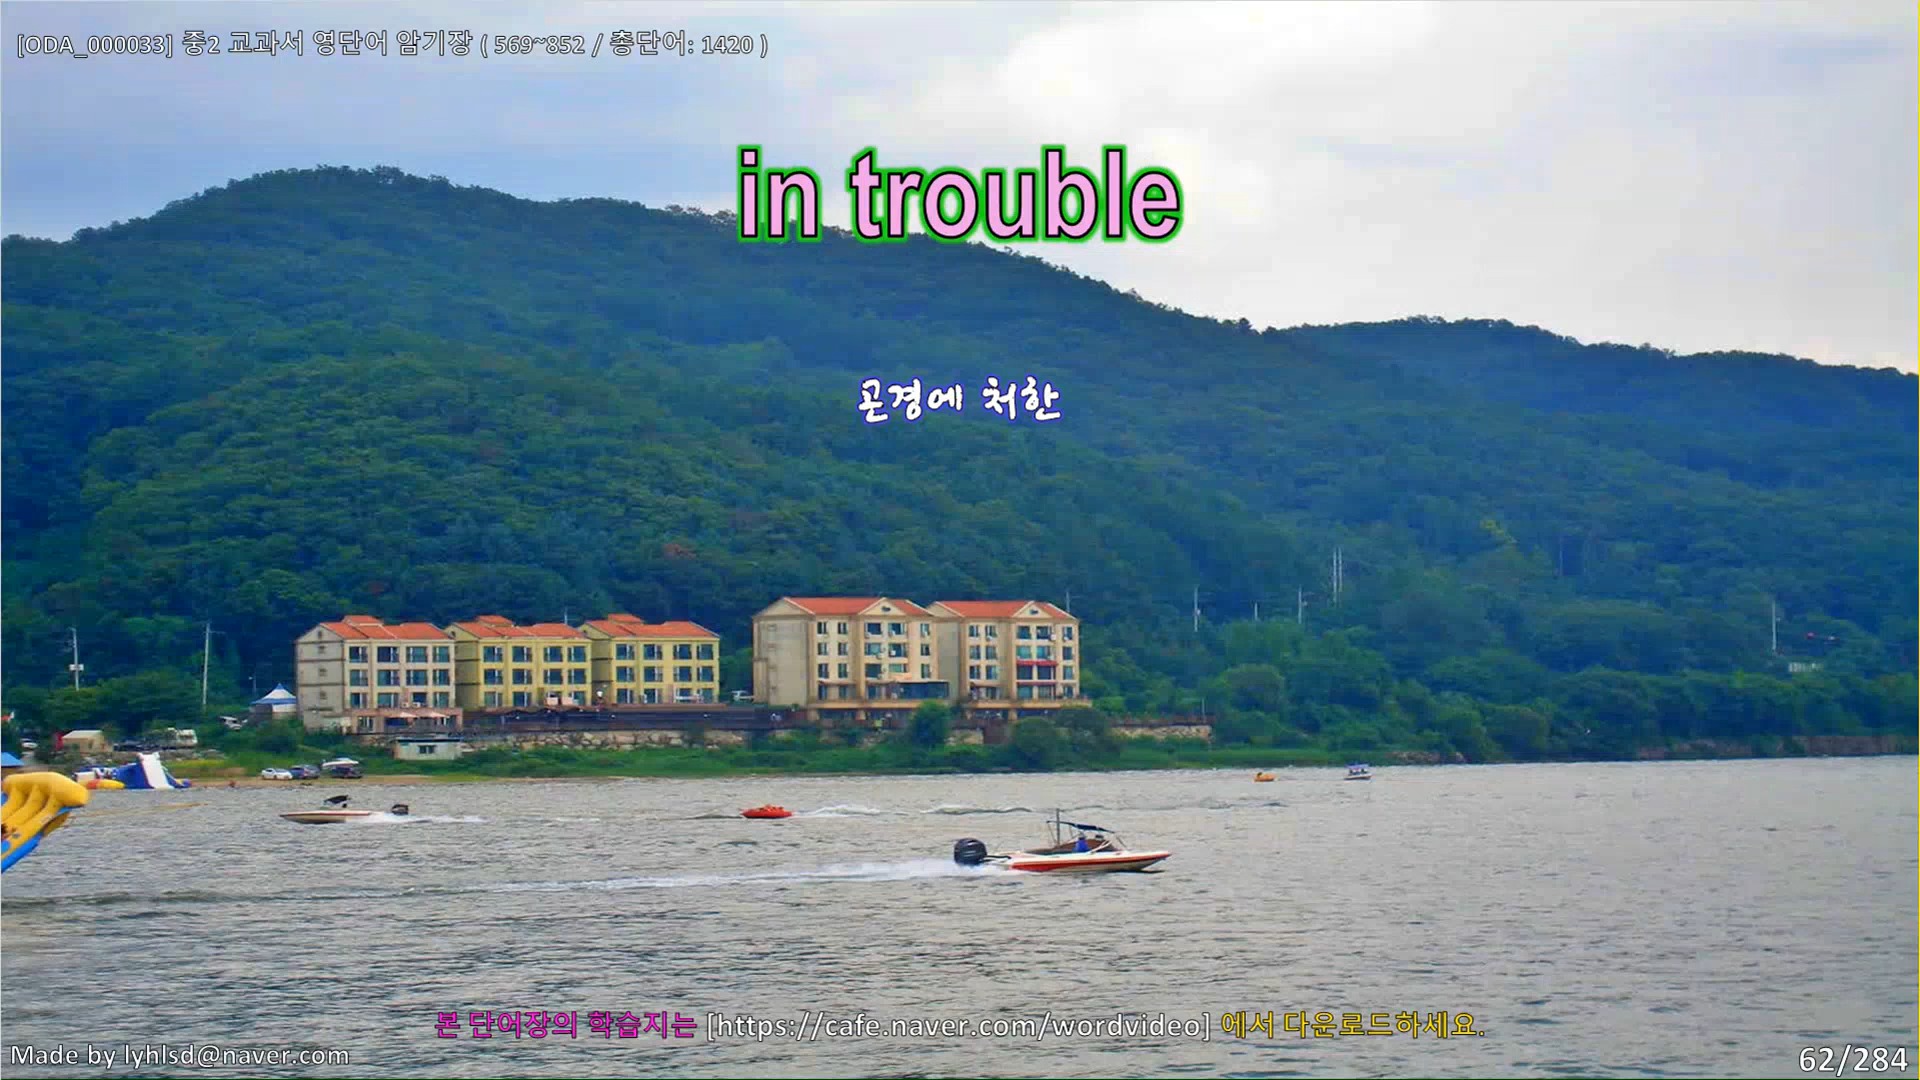 [ODA_000033] 중2 교과서 영단어 암기장 ( 569~852 / 총단어: 1420 )
in trouble
곤경에 처한
본 단어장의 학습지는 [https://cafe.naver.com/wordvideo] 에서 다운로드하세요.
Made by lyhlsd@naver.com
62/284